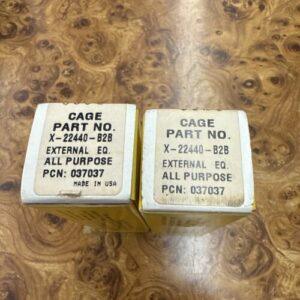 CAGE
PART NO.
X-22440-B2B
EXTERNAL EQ.
ALL PURPOSE
PCN: 037037
MADE IN USA
CAGE
PART NO.
X-22440-B2B
EXTERNAL EQ.
ALL PURPOSE
PCN: 037037